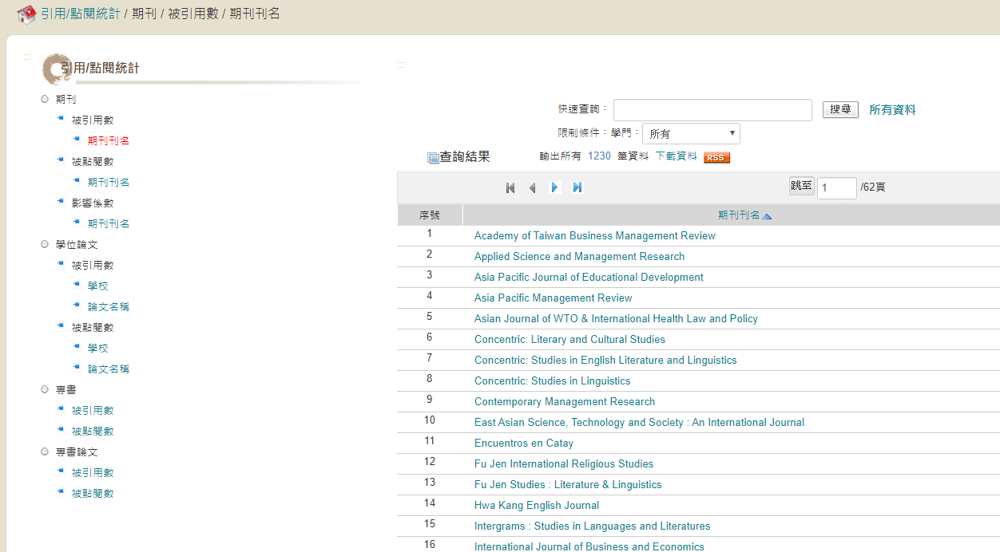 引用/點閱統計 / 期刊 / 被引用數 / 期刊刊名
引用/點閱統計
期刊
被引用數
期刊刊名
被點閱數
期刊刊名
影響係數
期刊刊名
學位論文
被引用數
學校
論文名稱
被點閱數
學校
論文名稱
專書
被引用數
被點閱數
專書論文
被引用數
被點閱數
:::
:::
快速查詢： 搜尋 所有資料
限制條件：學門： 所有
查詢結果 輸出所有 1230 筆資料 下載資料 RSS
跳至 1 /62頁
序號 期刊刊名
1 Academy of Taiwan Business Management Review
2 Applied Science and Management Research
3 Asia Pacific Journal of Educational Development
4 Asia Pacific Management Review
5 Asian Journal of WTO & International Health Law and Policy
6 Concentric: Literary and Cultural Studies
7 Concentric: Studies in English Literature and Linguistics
8 Concentric: Studies in Linguistics
9 Contemporary Management Research
10 East Asian Science, Technology and Society : An International Journal
11 Encuentros en Catay
12 Fu Jen International Religious Studies
13 Fu Jen Studies : Literature & Linguistics
14 Hwa Kang English Journal
15 Intergrams : Studies in Languages and Literatures
16 International Journal of Business and Economics